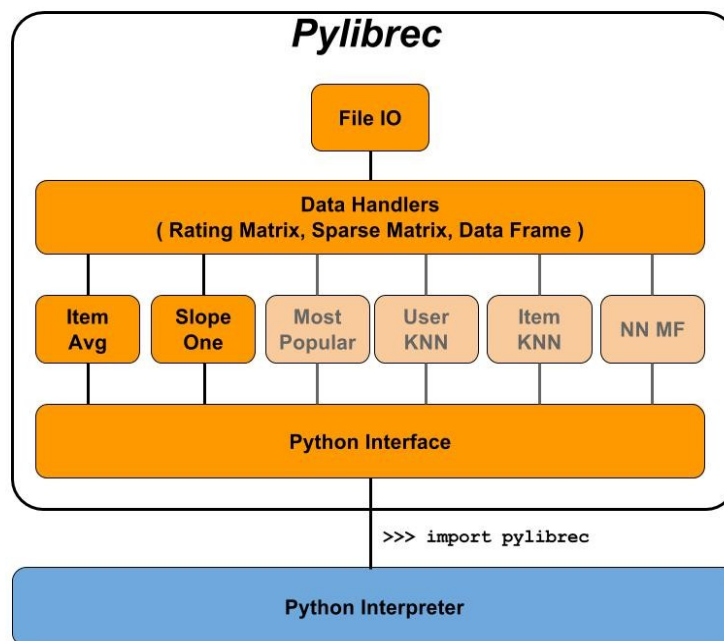 Pylibrec
File IO
Data Handlers
( Rating Matrix, Sparse Matrix, Data Frame )
Item
Avg
Slope
One
Most
Popular
User
KNN
Item
KNN
NN MF
Python Interface
>>> import pylibrec
Python Interpreter